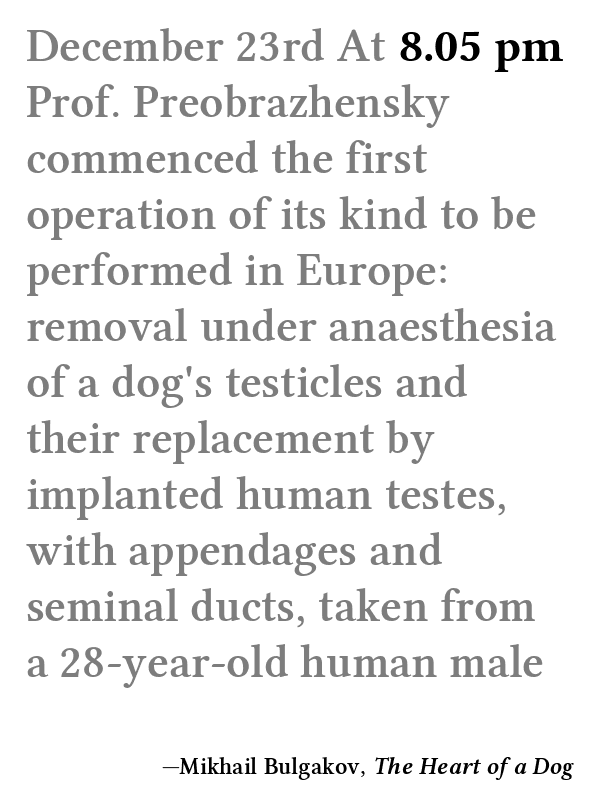 December 23rd At 8.05 pm
Prof. Preobrazhensky
commenced the first
operation of its kind to be
performed in Europe:
removal under anaesthesia
of a dog's testicles and
their replacement by
implanted human testes,
with appendages and
seminal ducts, taken from
a 28-year-old human male
—Mikhail Bulgakov, The Heart of a Dog